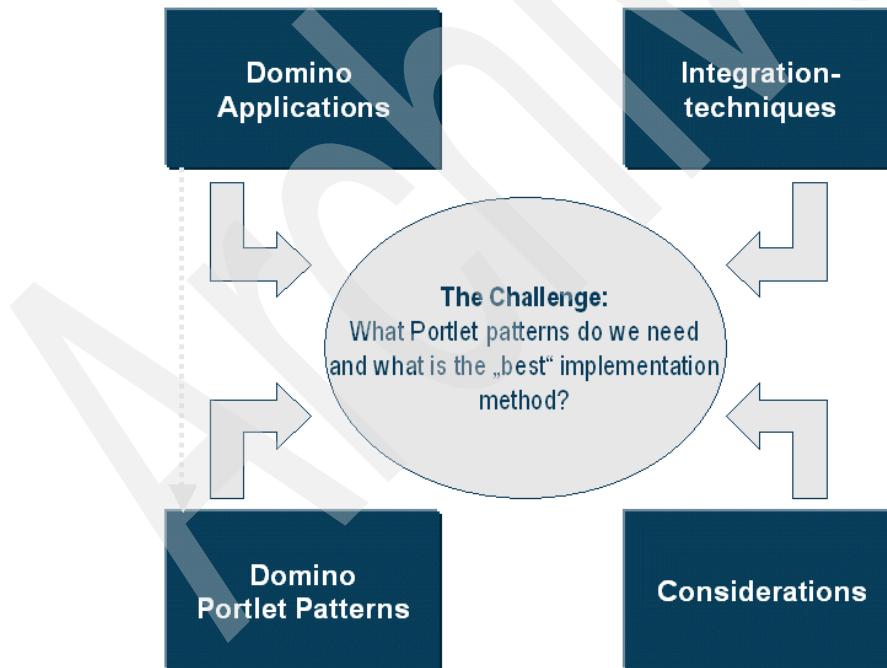 Domino
Applications
Integration-
techniques
The Challenge:
What Portlet patterns do we need
and what is the „best“ implementation
method?
Domino
Portlet Patterns
Considerations